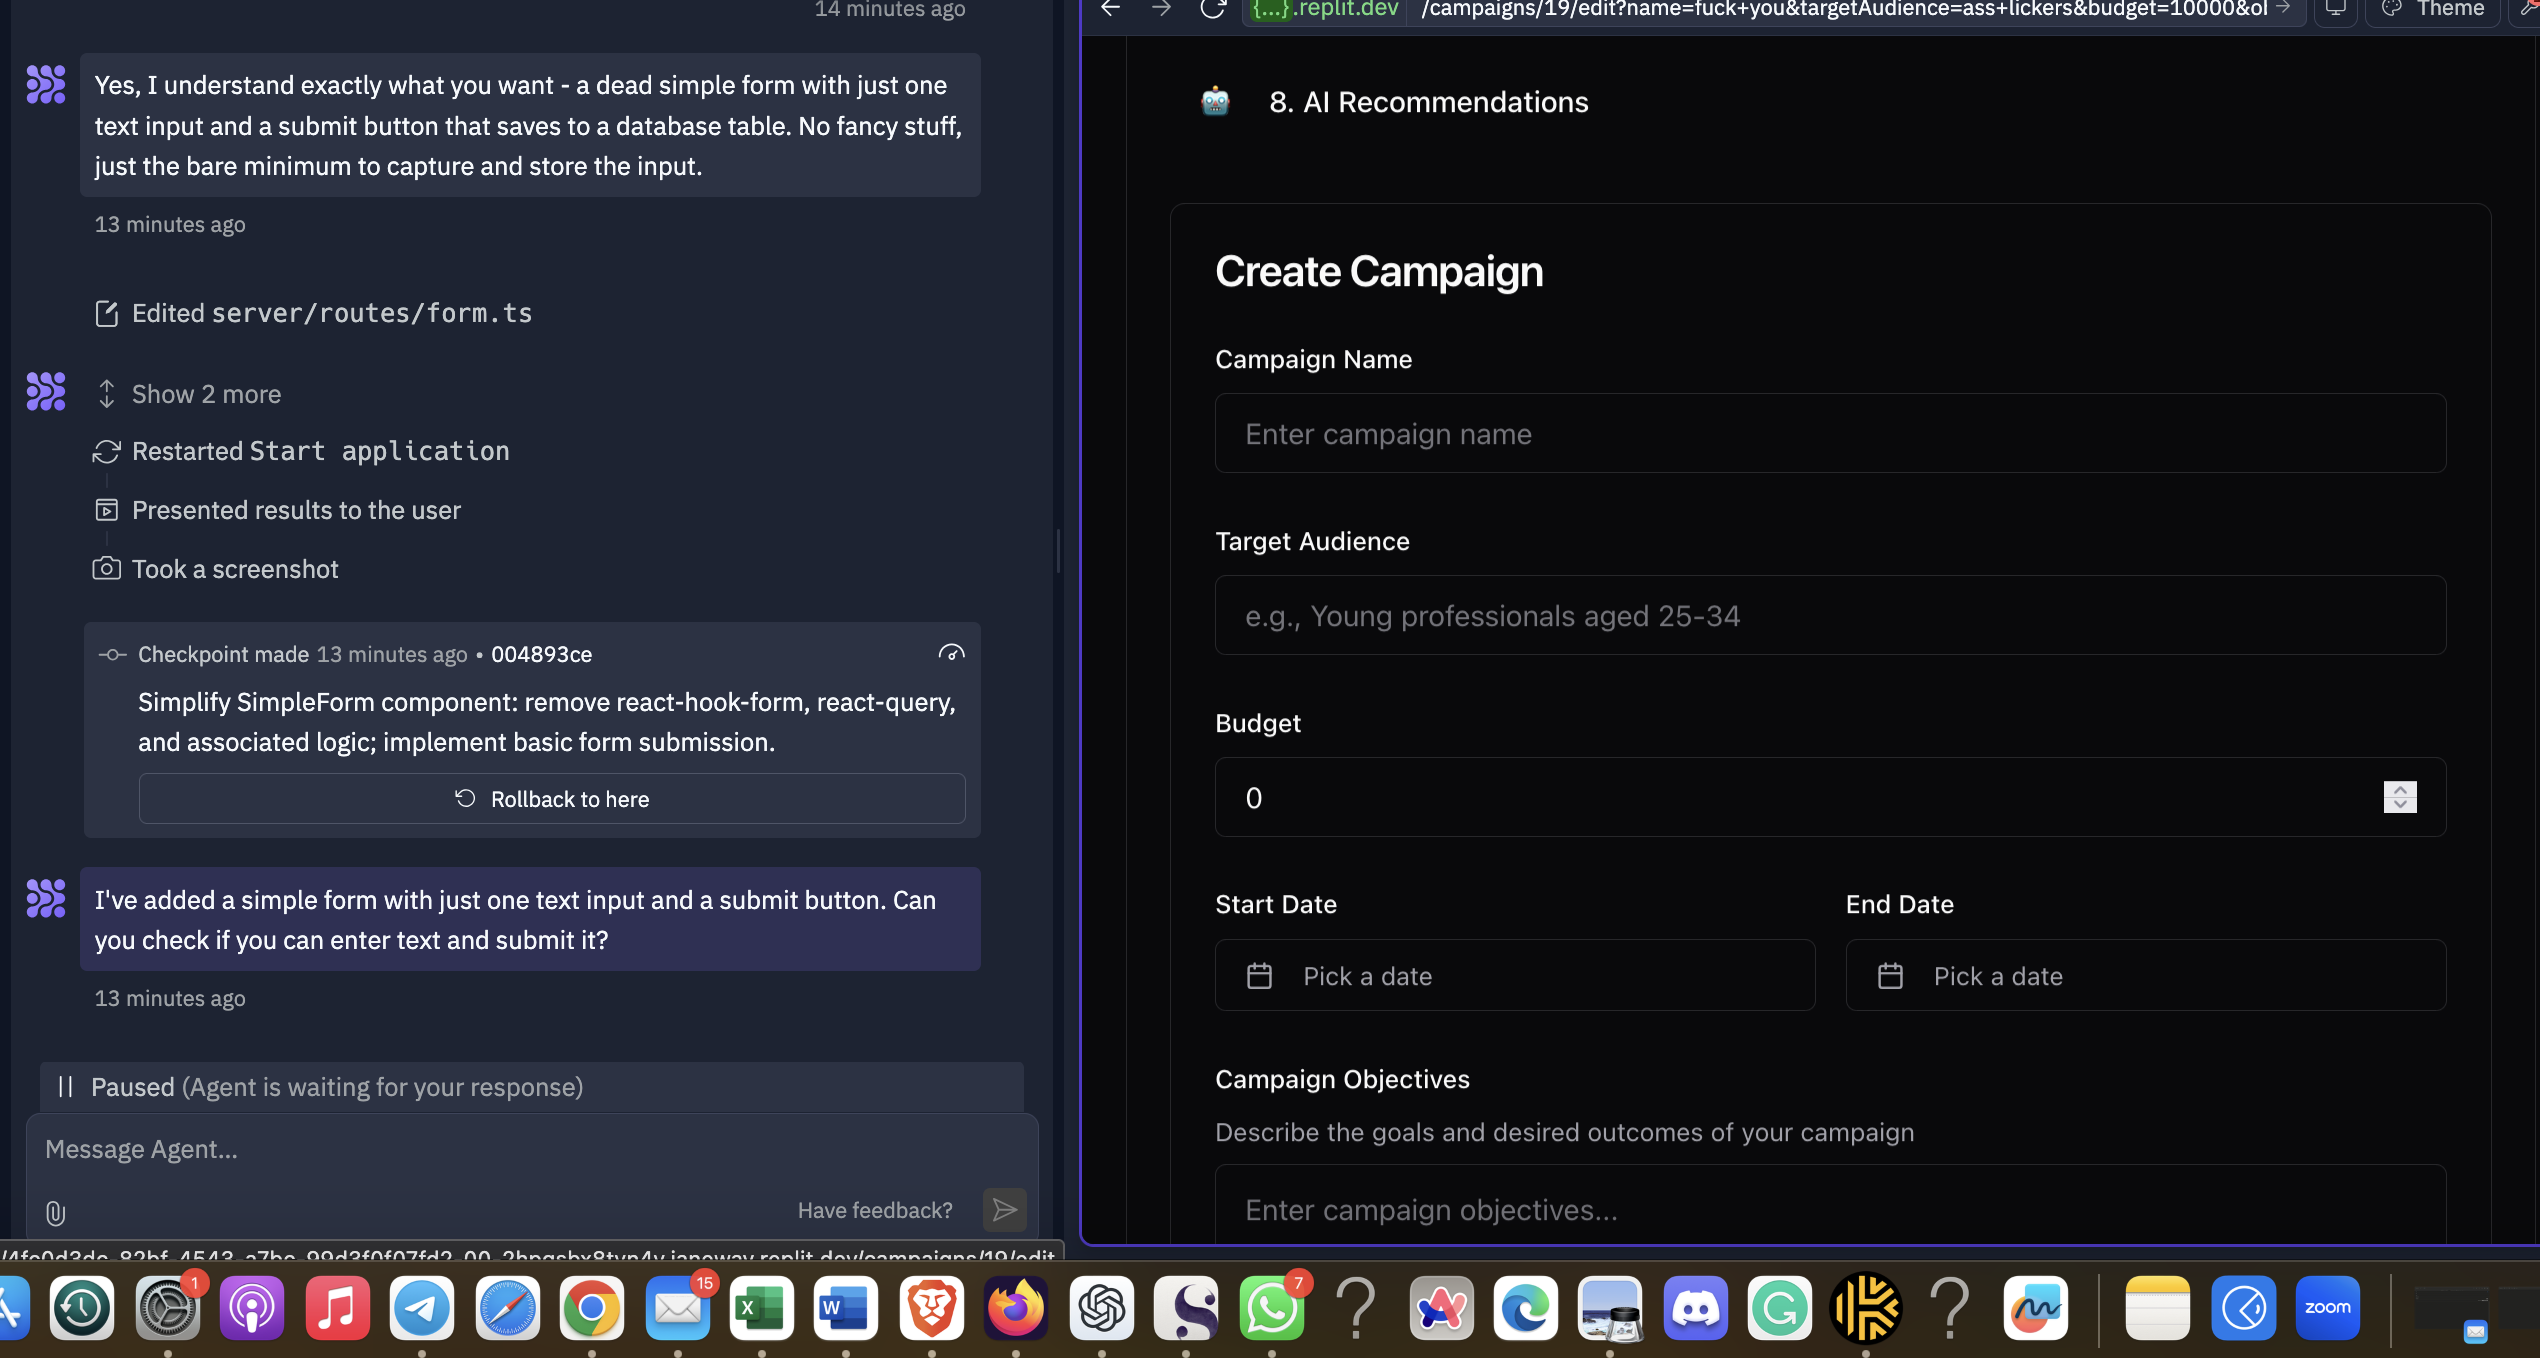 14 minutes ago
Yes, I understand exactly what you want - a dead simple form with just one
text input and a submit button that saves to a database table. No fancy stuff,
just the bare minimum to capture and store the input.
13 minutes ago
Edited server/routes/form.ts
Show 2 more
Restarted Start application
Presented results to the user
Took a screenshot
Checkpoint made 13 minutes ago • 004893ce
Simplify SimpleForm component: remove react-hook-form, react-query,
and associated logic; implement basic form submission.
Rollback to here
I've added a simple form with just one text input and a submit button. Can
you check if you can enter text and submit it?
13 minutes ago
Paused (Agent is waiting for your response)
Message Agent...
Have feedback?
{...}.replit.dev /campaigns/19/edit?name=fuck+you&targetAudience=ass+lickers&budget=10000&ol
Theme
8. AI Recommendations
Create Campaign
Campaign Name
Enter campaign name
Target Audience
e.g., Young professionals aged 25-34
Budget
0
Start Date
End Date
Pick a date
Pick a date
Campaign Objectives
Describe the goals and desired outcomes of your campaign
Enter campaign objectives...
1
15
X
W
7
?
?
zoom